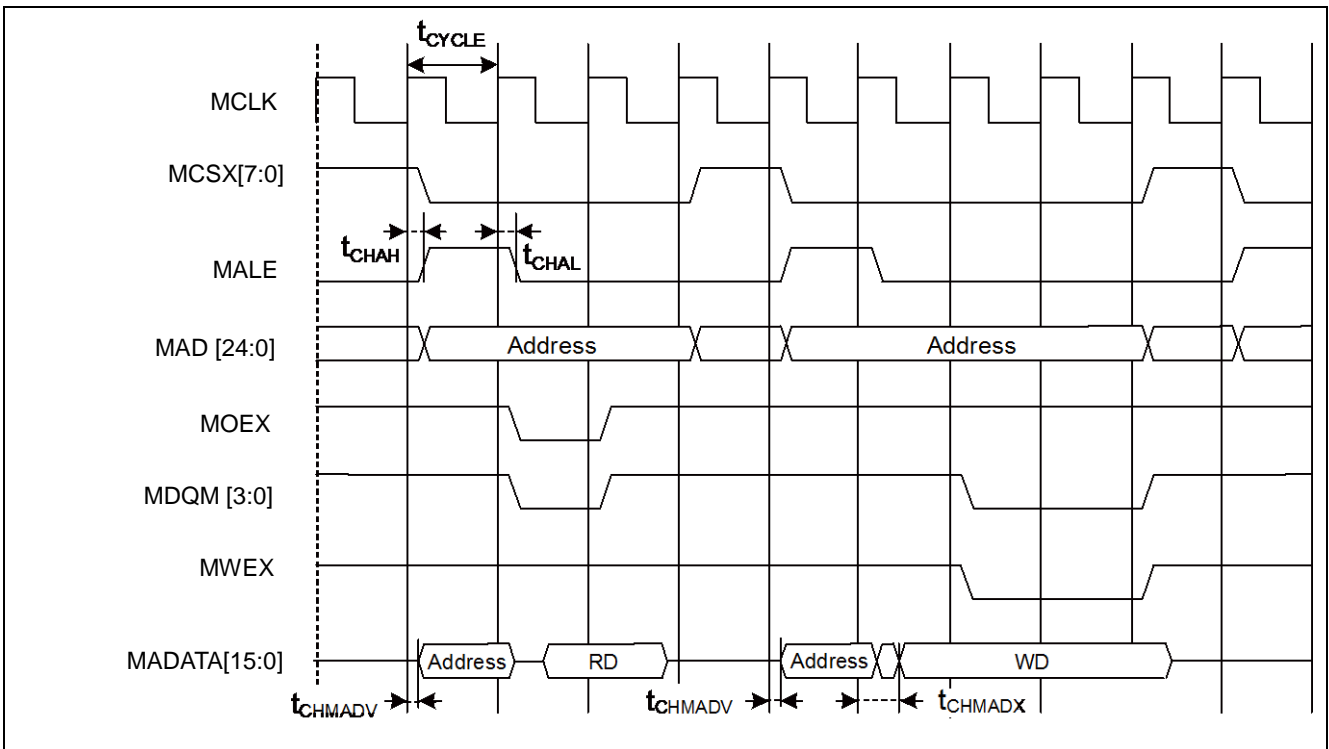 tCYCLE
MCLK
MCSX[7:0]
tCHAH
tCHAL
MALE
MAD [24:0]
Address
Address
MOEX
MDQM [3:0]
MWEX
MADATA[15:0]
Address
RD
Address
WD
tCHMADV
tCHMADV
tCHMADX